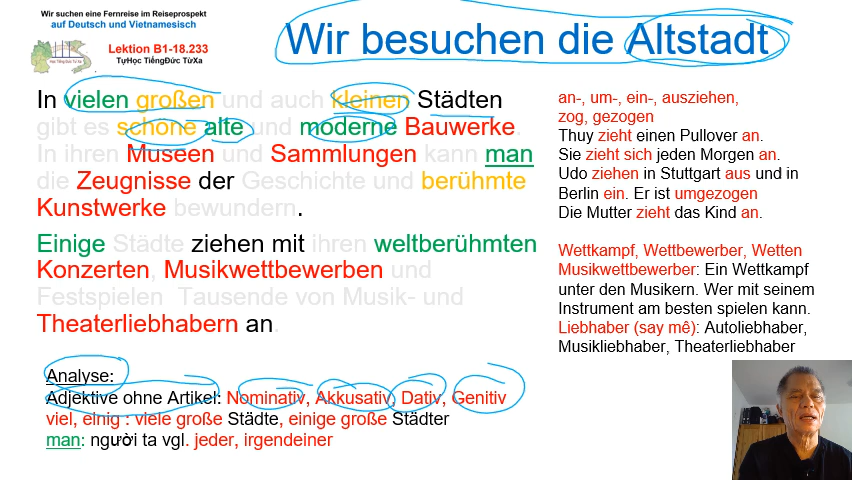 Wir suchen eine Fernreise im Reiseprospekt
auf Deutsch und Vietnamesisch
Lektion B1-18.233
TựHọc TiếngĐức TừXa
Học TiếngĐức Từ Xa
Wir besuchen die Altstadt
In vielen großen und auch kleinen Städten
gibt es schöne alte und moderne Bauwerke.
In ihren Museen und Sammlungen kann man
die Zeugnisse der Geschichte und berühmte
Kunstwerke bewundern.
Einige Städte ziehen mit ihren weltberühmten
Konzerten, Musikwettbewerben und
Festspielen Tausende von Musik- und
Theaterliebhabern an.
an-, um-, ein-, ausziehen,
zog, gezogen
Thuy zieht einen Pullover an.
Sie zieht sich jeden Morgen an.
Udo ziehen in Stuttgart aus und in
Berlin ein. Er ist umgezogen
Die Mutter zieht das Kind an.
Wettkampf, Wettbewerber, Wetten
Musikwettbewerber: Ein Wettkampf
unter den Musikern. Wer mit seinem
Instrument am besten spielen kann.
Liebhaber (say mê): Autoliebhaber,
Musikliebhaber, Theaterliebhaber
Analyse:
Adjektive ohne Artikel: Nominativ, Akkusativ, Dativ, Genitiv
viel, einig : viele große Städte, einige große Städter
man: người ta vgl. jeder, irgendeiner